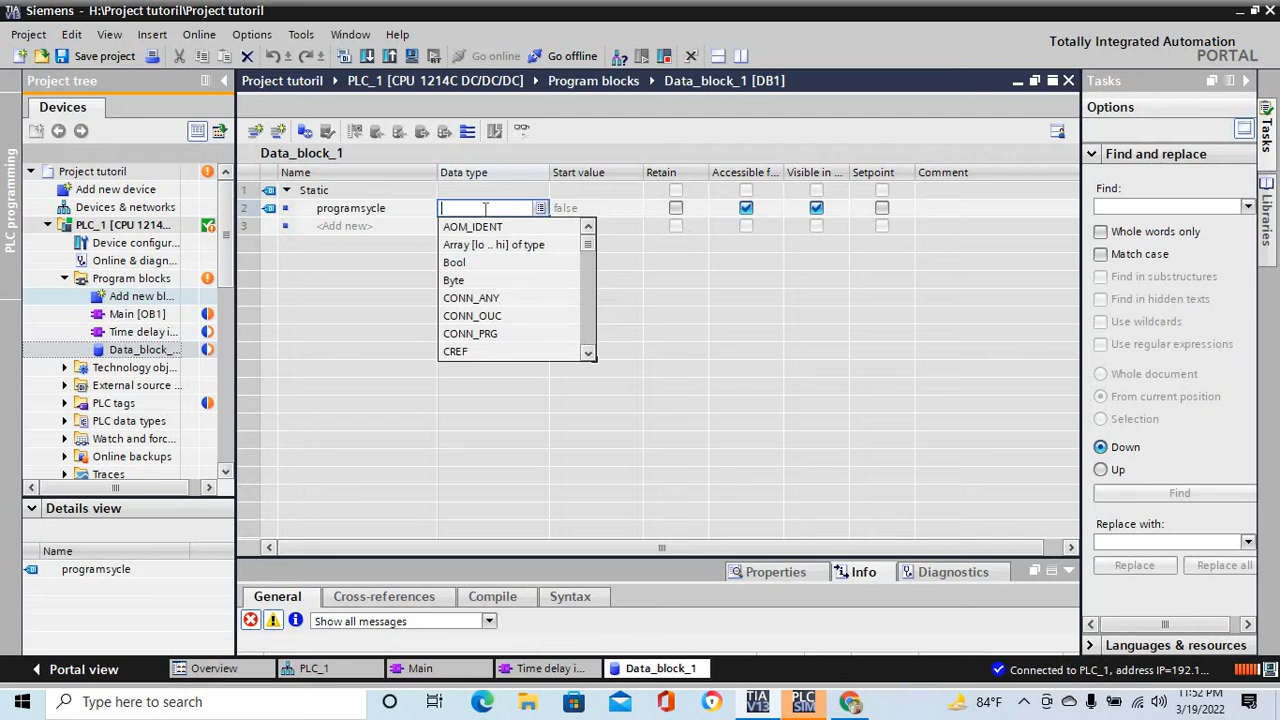 Siemens - H:\Project tutoril\Project tutoril
TIA V13
Project Edit View Insert Online Options Tools Window Help
Totally Integrated Automation
PORTAL
Save project Go online Go offline
Project tree
Project tutoril PLC_1 [CPU 1214C DC/DC/DC] Program blocks Data_block_1 [DB1]
Tasks
Devices
Options
PLC programming
Tasks
Libraries
Data_block_1
Find and replace
Name Data type Start value Retain Accessible f... Visible in ... Setpoint Comment
Project tutoril
Add new device
Devices & networks
PLC_1 [CPU 1214...
Device configur...
Online & diagn...
Program blocks
Add new bl...
Main [OB1]
Time delay i...
Data_block_...
Technology obj...
External source ...
PLC tags
PLC data types
Watch and forc...
Online backups
Traces
1 Static
2 programsycle false
3 <Add new>
AOM_IDENT
Array [lo .. hi] of type
Bool
Byte
CONN_ANY
CONN_OUC
CONN_PRG
CREF
Find:
Whole words only
Match case
Find in substructures
Find in hidden texts
Use wildcards
Use regular expressions
Whole document
From current position
Selection
Down
Up
Find
Replace with:
Replace Replace all
Languages & resources
Details view
Name
programsycle
Properties Info Diagnostics
General Cross-references Compile Syntax
Show all messages
Portal view Overview PLC_1 Main Time delay i... Data_block_1
Connected to PLC_1, address IP=192.1...
Type here to search
TIA V13
PLC SIM
84°F
11:52 PM
3/19/2022